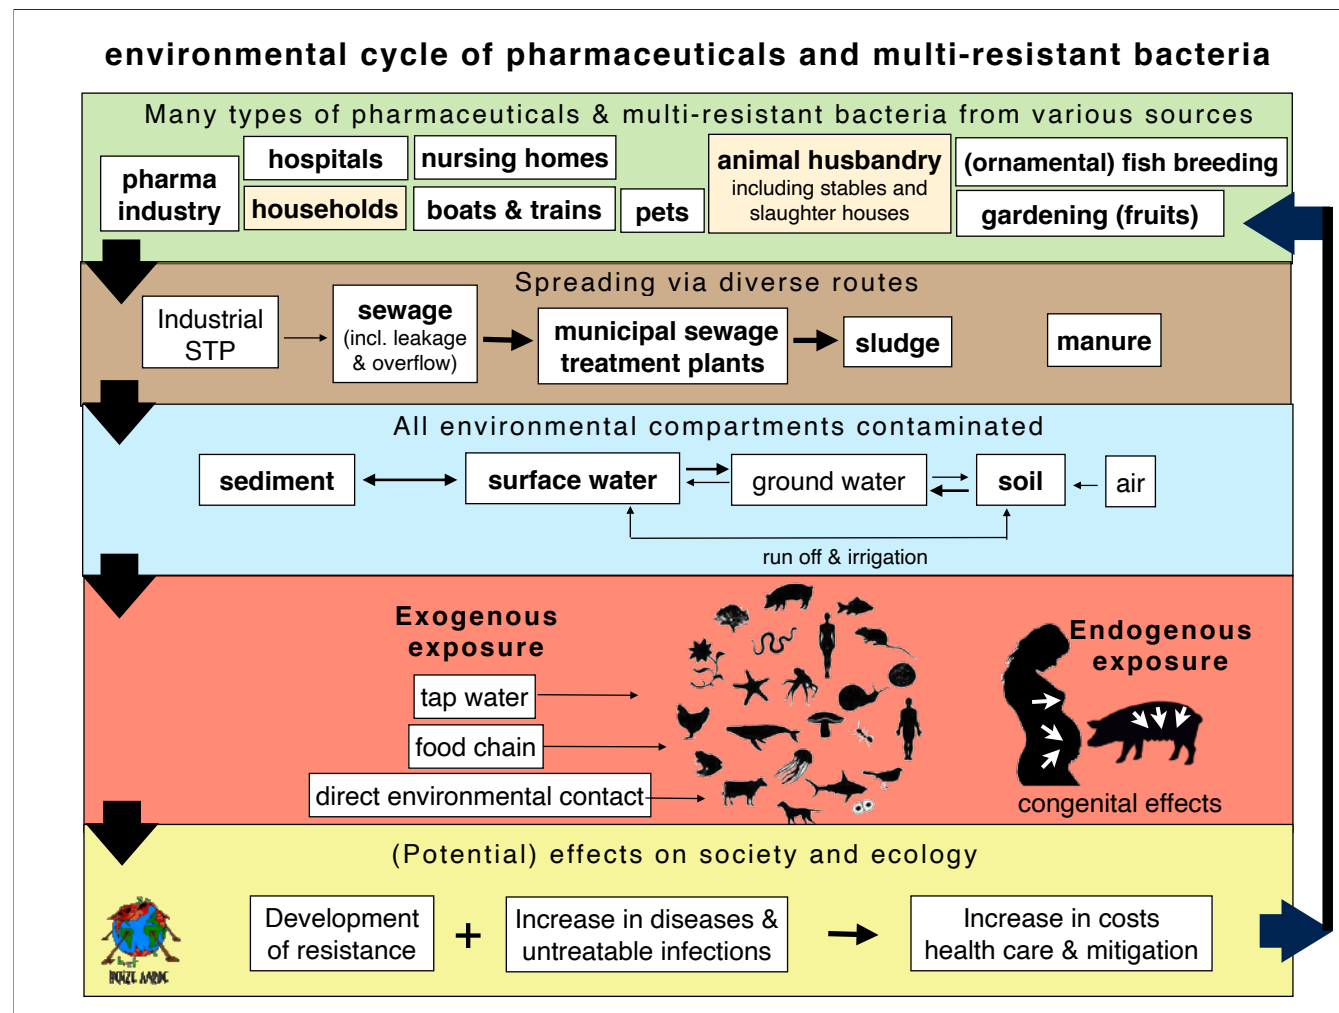 environmental cycle of pharmaceuticals and multi-resistant bacteria
Many types of pharmaceuticals & multi-resistant bacteria from various sources
pharma
industry
hospitals
households
nursing homes
boats & trains
pets
animal husbandry
including stables and
slaughter houses
(ornamental) fish breeding
gardening (fruits)
Spreading via diverse routes
Industrial
STP
sewage
(incl. leakage
& overflow)
municipal sewage
treatment plants
sludge
manure
All environmental compartments contaminated
sediment
surface water
ground water
soil
air
run off & irrigation
Exogenous
exposure
tap water
food chain
direct environmental contact
Endogenous
exposure
congenital effects
(Potential) effects on society and ecology
Development
of resistance
+
Increase in diseases &
untreatable infections
Increase in costs
health care & mitigation